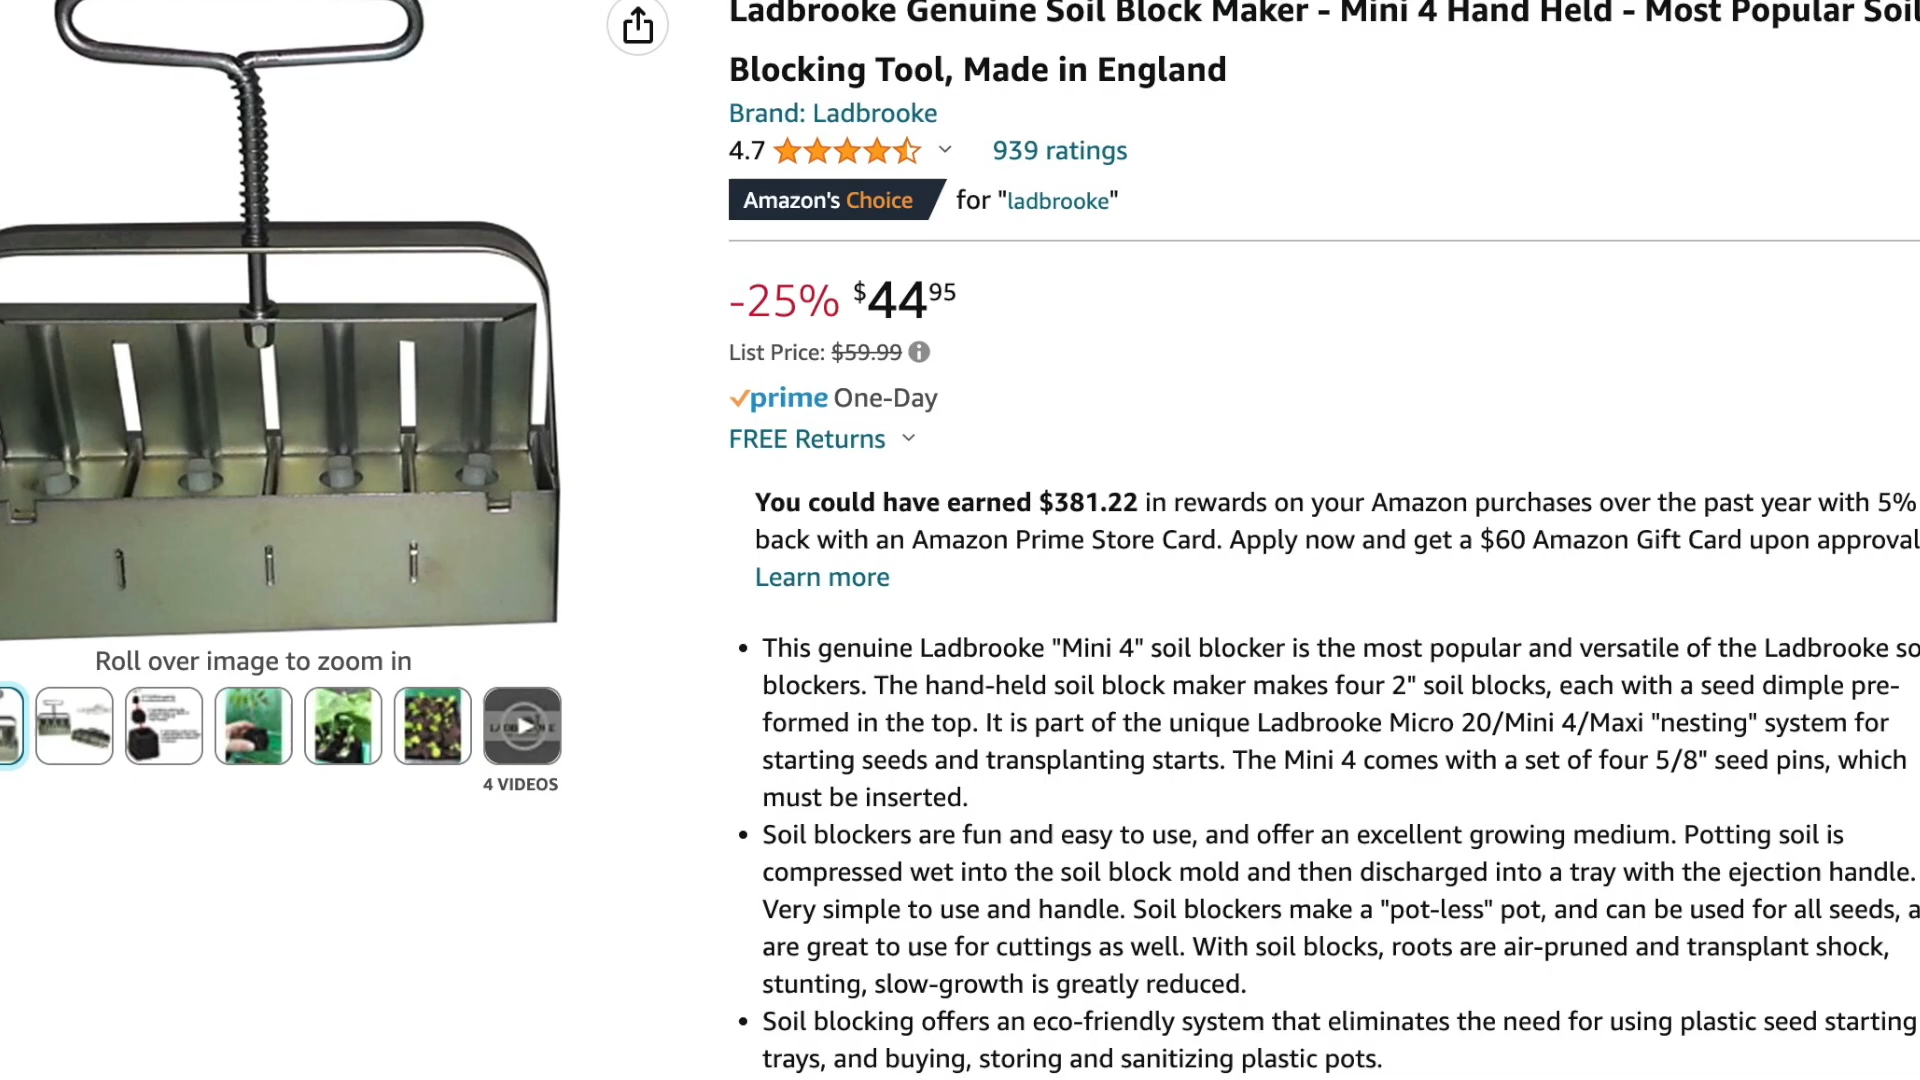 Ladbrooke Genuine Soil Block Maker - Mini 4 Hand Held - Most Popular Soil
Blocking Tool, Made in England
Brand: Ladbrooke
4.7
939 ratings
Amazon's Choice for "ladbrooke"
-25% $44 95
List Price: $59.99
prime One-Day
FREE Returns
You could have earned $381.22 in rewards on your Amazon purchases over the past year with 5%
back with an Amazon Prime Store Card. Apply now and get a $60 Amazon Gift Card upon approval
Learn more
This genuine Ladbrooke "Mini 4" soil blocker is the most popular and versatile of the Ladbrooke so
blockers. The hand-held soil block maker makes four 2" soil blocks, each with a seed dimple pre-
formed in the top. It is part of the unique Ladbrooke Micro 20/Mini 4/Maxi "nesting" system for
starting seeds and transplanting starts. The Mini 4 comes with a set of four 5/8" seed pins, which
must be inserted.
Soil blockers are fun and easy to use, and offer an excellent growing medium. Potting soil is
compressed wet into the soil block mold and then discharged into a tray with the ejection handle.
Very simple to use and handle. Soil blockers make a "pot-less" pot, and can be used for all seeds, a
are great to use for cuttings as well. With soil blocks, roots are air-pruned and transplant shock,
stunting, slow-growth is greatly reduced.
Soil blocking offers an eco-friendly system that eliminates the need for using plastic seed starting
trays, and buying, storing and sanitizing plastic pots.
Roll over image to zoom in
4 VIDEOS